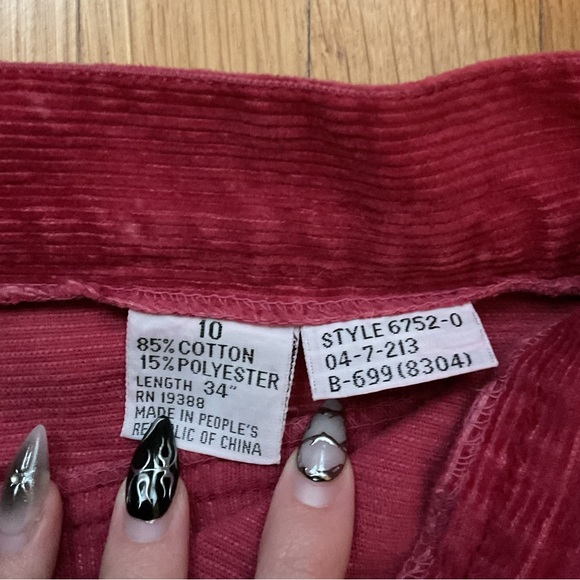 10
85% COTTON
15% POLYESTER
LENGTH 34"
RN 19388
MADE IN PEOPLE'S
REPUBLIC OF CHINA
STYLE 6752-0
04-7-213
B-699 (8304)